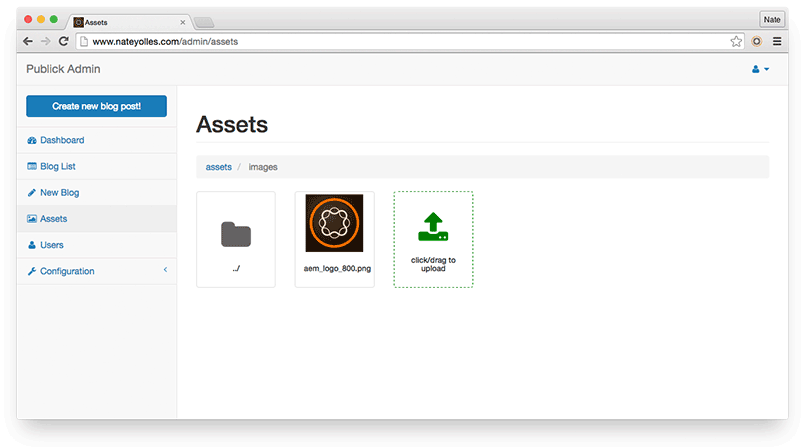 Assets
Nate
www.nateyolles.com/admin/assets
Publick Admin
Create new blog post!
Dashboard
Blog List
New Blog
Assets
Users
Configuration
Assets
assets / images
../
aem_logo_800.png
click/drag to
upload